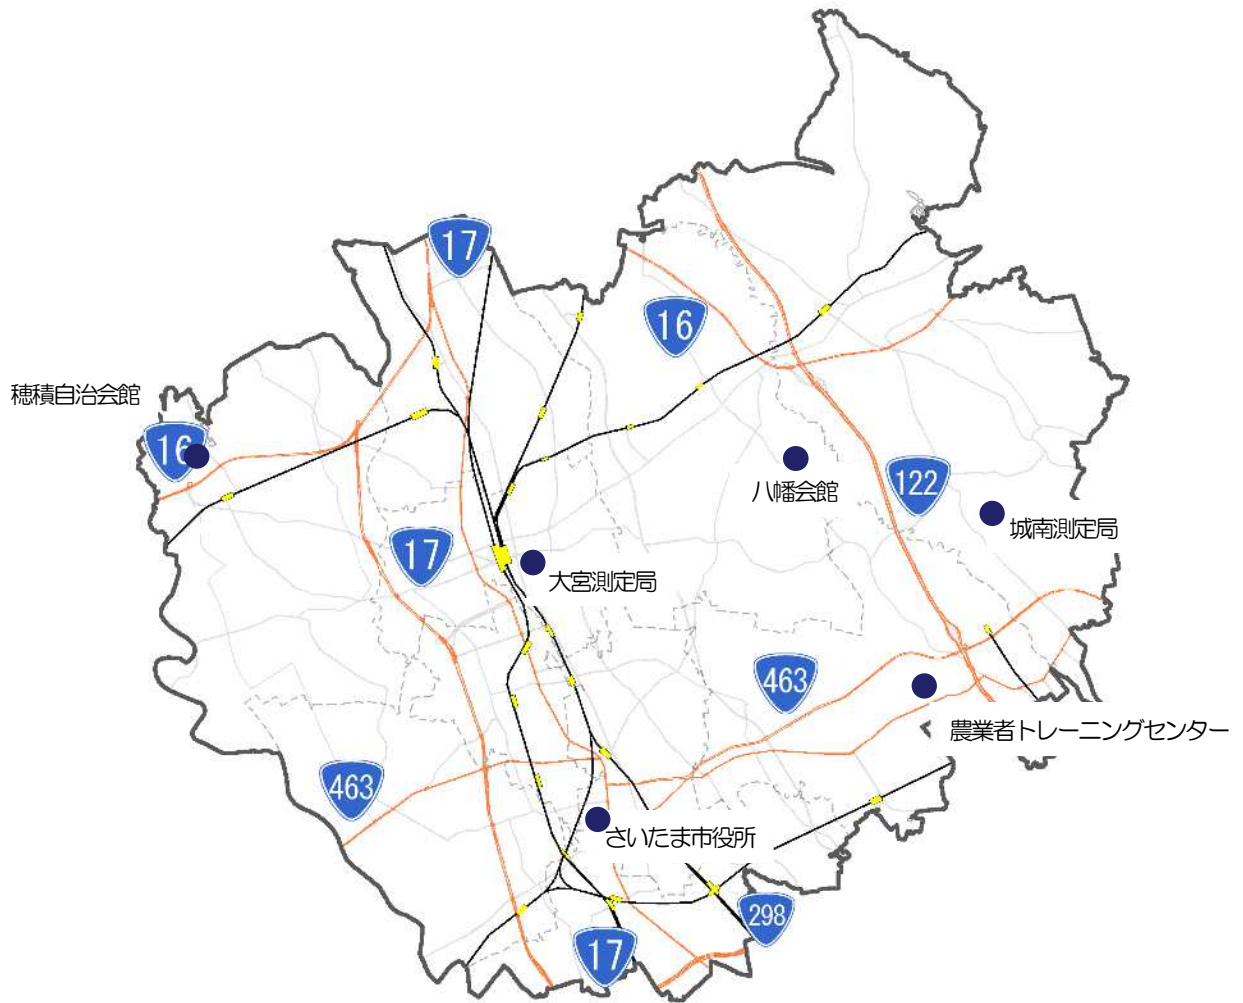 17
16
穂積自治会館
16
八幡会館
122
城南測定局
17
大宮測定局
463
農業者トレーニングセンター
463
さいたま市役所
298
17